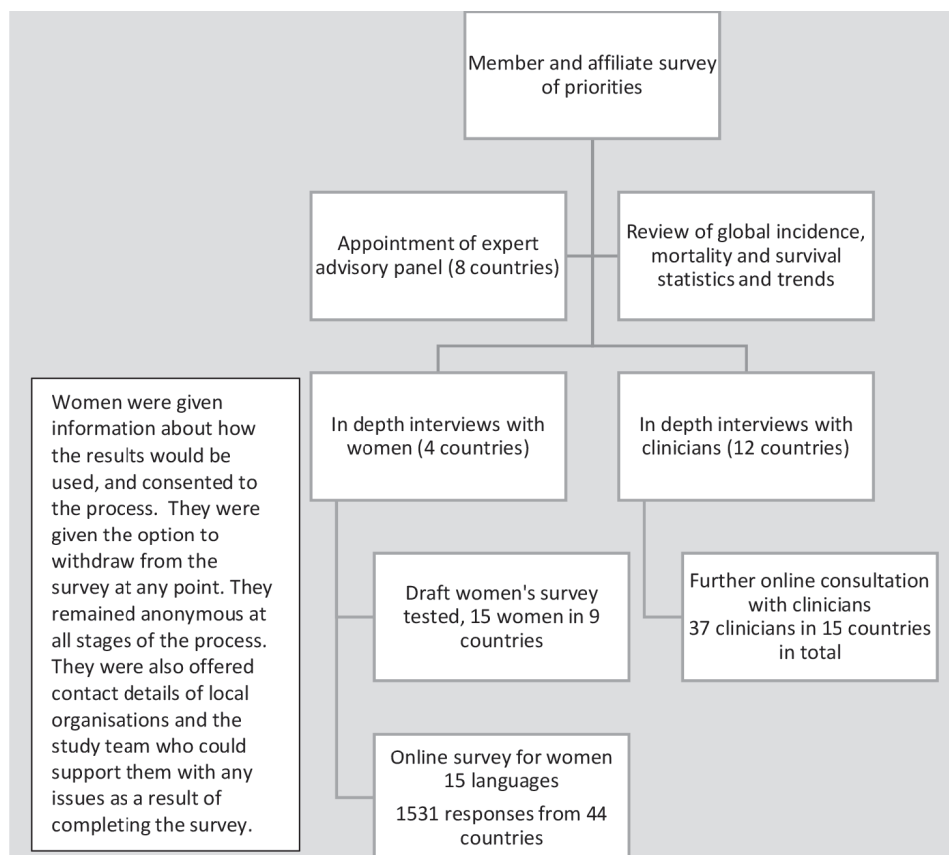 Member and affiliate survey
of priorities
Appointment of expert
advisory panel (8 countries)
Review of global incidence,
mortality and survival
statistics and trends
In depth interviews with
women (4 countries)
In depth interviews with
clinicians (12 countries)
Women were given
information about how
the results would be
used, and consented to
the process. They were
given the option to
withdraw from the
survey at any point. They
remained anonymous at
all stages of the process.
They were also offered
contact details of local
organisations and the
study team who could
support them with any
issues as a result of
completing the survey.
Draft women's survey
tested, 15 women in 9
countries
Further online consultation
with clinicians
37 clinicians in 15 countries
in total
Online survey for women
15 languages
1531 responses from 44
countries